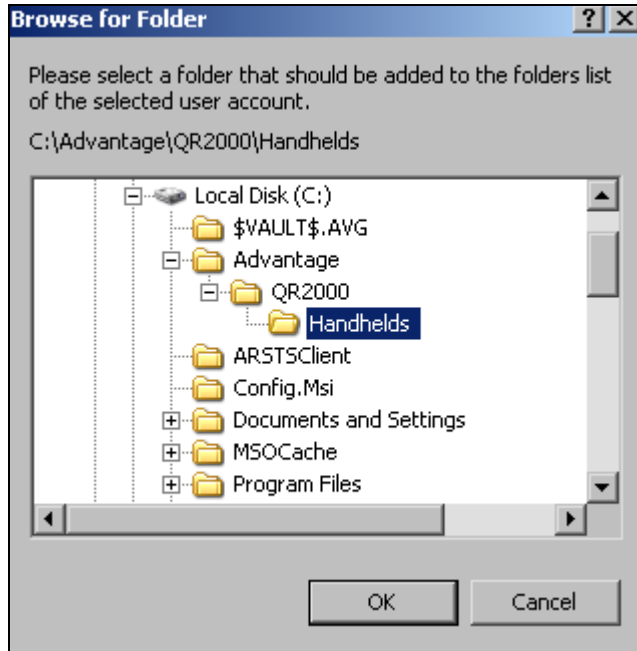 Browse for Folder
Please select a folder that should be added to the folders list
of the selected user account.
C:\Advantage\QR2000\Handhelds
Local Disk (C:)
$VAULT$.AVG
Advantage
QR2000
Handhelds
ARSTSClient
Config.Msi
Documents and Settings
MSOCache
Program Files
OK Cancel